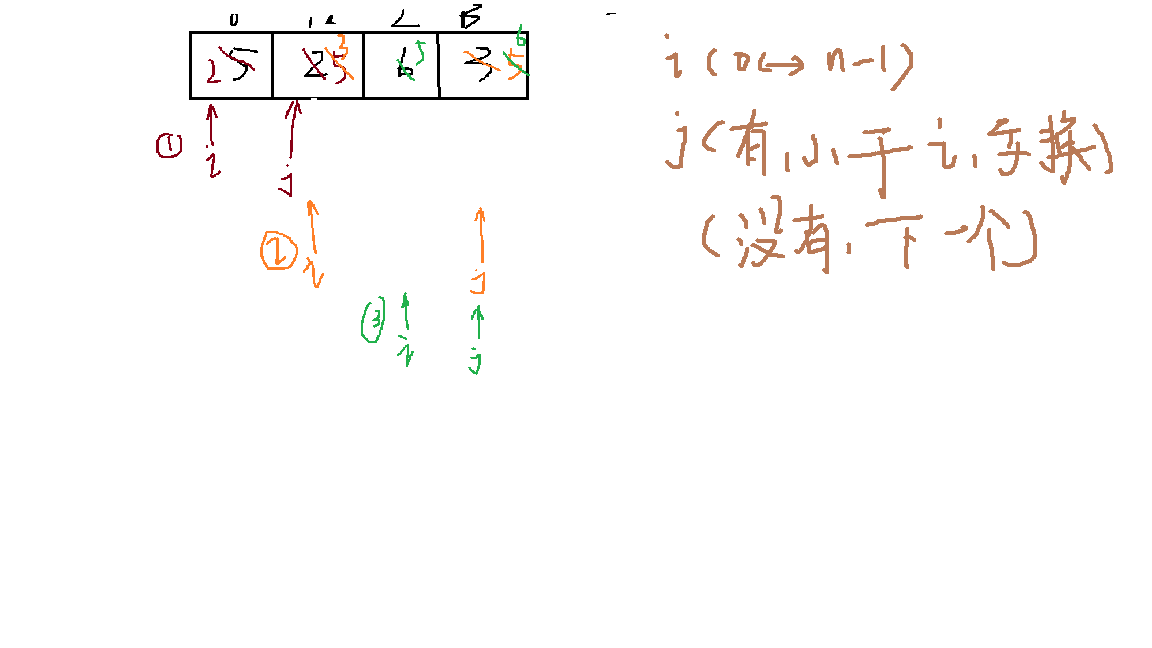 0 1 2 B
2 5 2 5 3 6 5 3 5 6
① i j
② i j
③ i j
i (0 ↔ n-1)
j (有,小于i,交换)
(没有,下一个)